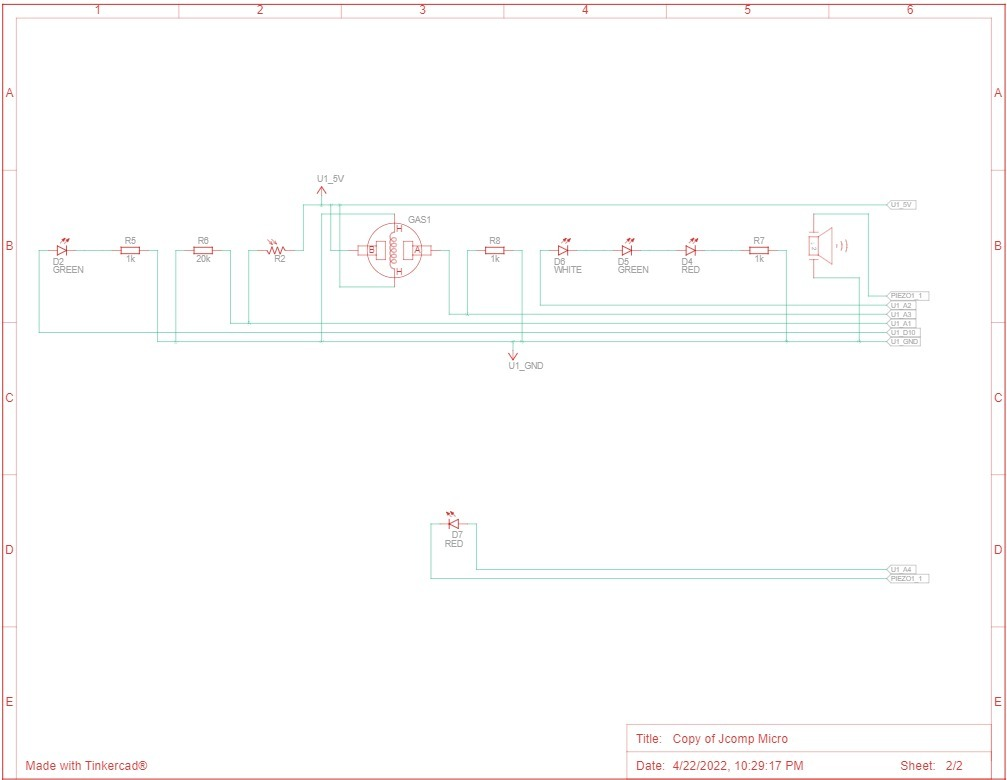 1 2 3 4 5 6
A A
U1_5V
U1_5V
GAS1
H
B D2 GREEN R5 1k R6 20k R2 B A R8 1k D6 WHITE D5 GREEN D4 RED R7 1k B
H
PIEZO1_1
U1_A2
U1_A3
U1_A1
U1_D10
U1_GND
U1_GND
C C
D7
RED
D D
U1_A4
PIEZO1_1
E E
Title: Copy of Jcomp Micro
Made with Tinkercad®
Date: 4/22/2022, 10:29:17 PM Sheet: 2/2